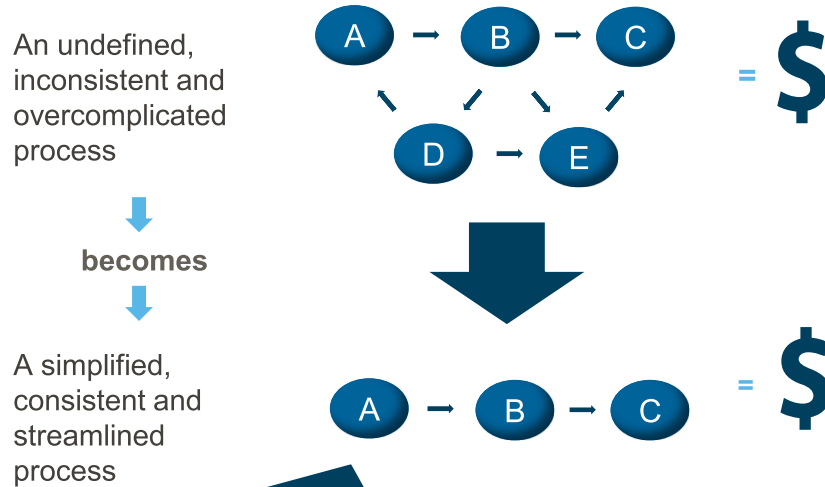 An undefined,
inconsistent and
overcomplicated
process
A B C
= $
D E
becomes
A simplified,
consistent and
streamlined
process
A B C
= $